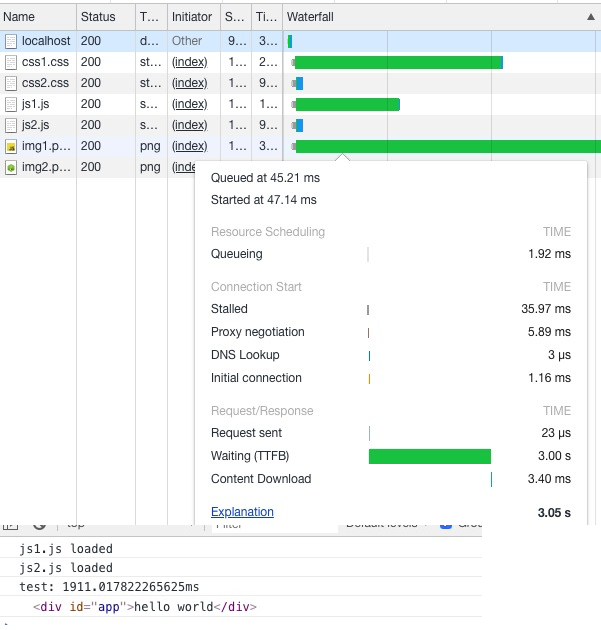 Name Status T... Initiator S... Ti... Waterfall
localhost 200 d... Other 9... 3...
css1.css 200 st... (index) 1... 2...
css2.css 200 st... (index) 1... 9...
js1.js 200 s... (index) 1... 1...
js2.js 200 s... (index) 1... 9...
img1.p... 200 png (index) 1... 3...
img2.p... 200 png (inde
Queued at 45.21 ms
Started at 47.14 ms
Resource Scheduling TIME
Queueing 1.92 ms
Connection Start TIME
Stalled 35.97 ms
Proxy negotiation 5.89 ms
DNS Lookup 3 μs
Initial connection 1.16 ms
Request/Response TIME
Request sent 23 μs
Waiting (TTFB) 3.00 s
Content Download 3.40 ms
Explanation 3.05 s
top Filter Default levels
js1.js loaded
js2.js loaded
test: 1911.017822265625ms
<div id="app">hello world</div>